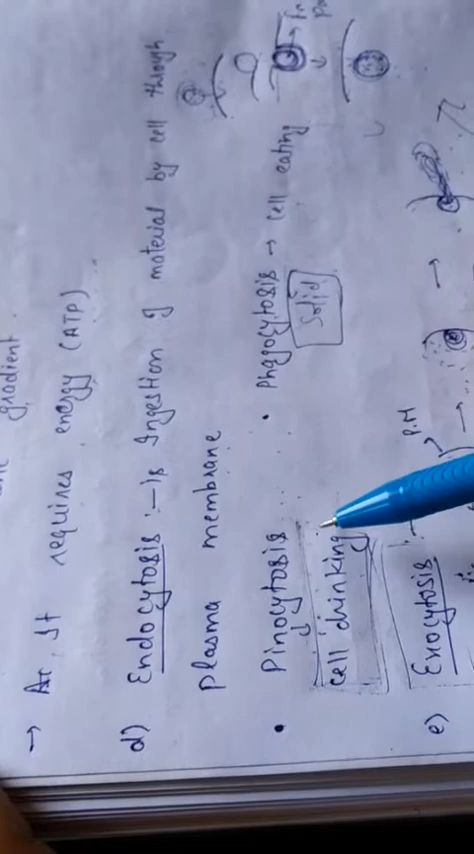 gradient.
→ It requires energy (ATP)
d) Endocytosis :- is Ingestion of material by cell through
plasma membrane
• Pinocytosis • Phagocytosis → cell eating
cell drinking Solid
e) Exocytosis :- P.M